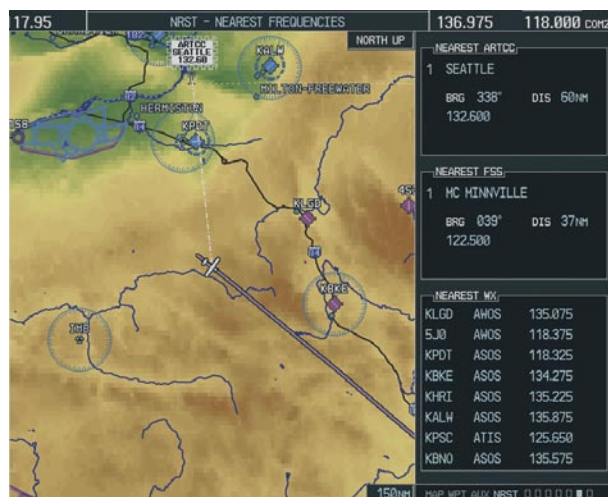 17.95
NRST - NEAREST FREQUENCIES
136.975
118.000 COM2
NORTH UP
ARTCC
SEATTLE
132.60
KALW
MILTON-FREEWATER
HERMISTON
KPDT
84
KLGD
84
KBKE
IMB
150NM
NEAREST ARTCC
1 SEATTLE
BRG 338° DIS 60NM
132.600
NEAREST FSS
1 MC MINNVILLE
BRG 039° DIS 37NM
122.500
NEAREST WX
KLGD AWOS 135.075
5J0 AWOS 118.375
KPDT ASOS 118.325
KBKE ASOS 134.275
KHRI ASOS 135.225
KALW ASOS 135.875
KPSC ATIS 125.650
KBNO ASOS 135.575
MAP WPT AUX NRST